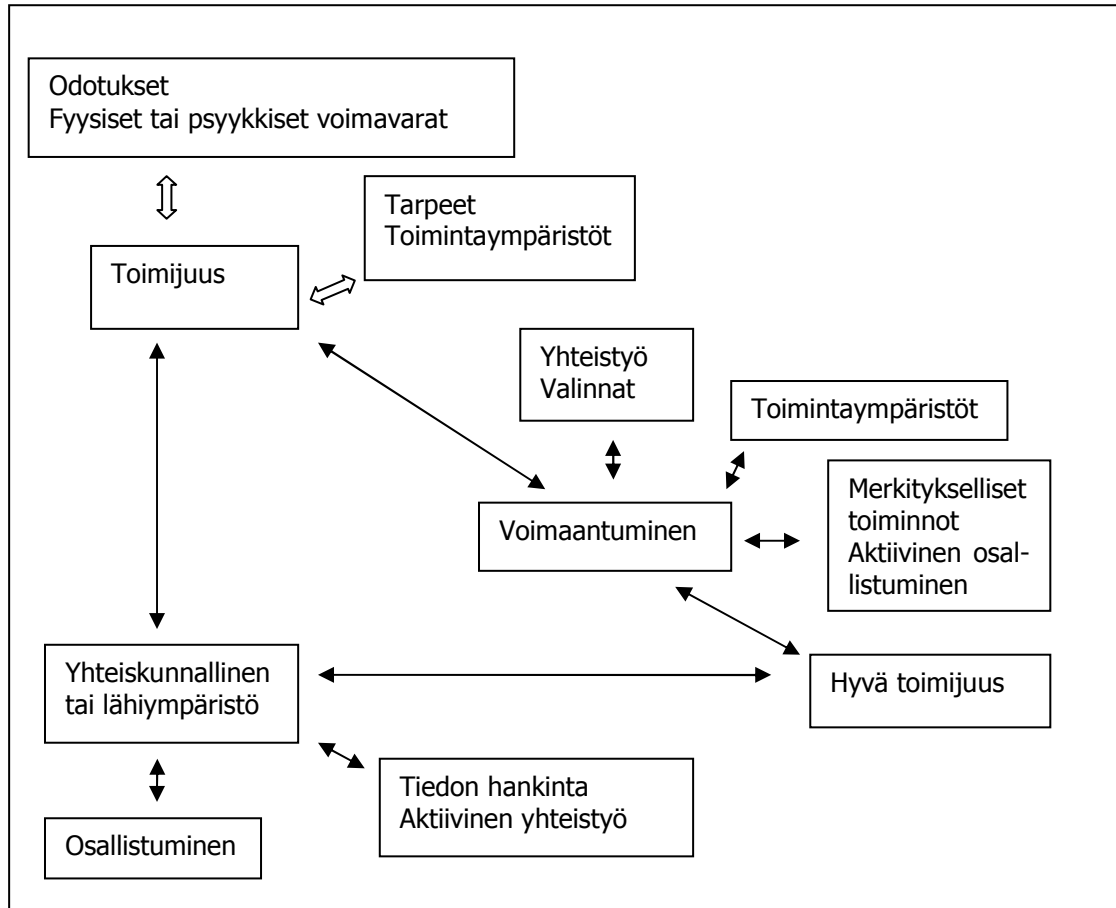 Odotukset
Fyysiset tai psyykkiset voimavarat
Tarpeet
Toimintaympäristöt
Toimijuus
Yhteistyö
Valinnat
Toimintaympäristöt
Merkitykselliset
toiminnot
Aktiivinen osal-
listuminen
Voimaantuminen
Yhteiskunnallinen
tai lähiympäristö
Hyvä toimijuus
Tiedon hankinta
Aktiivinen yhteistyö
Osallistuminen